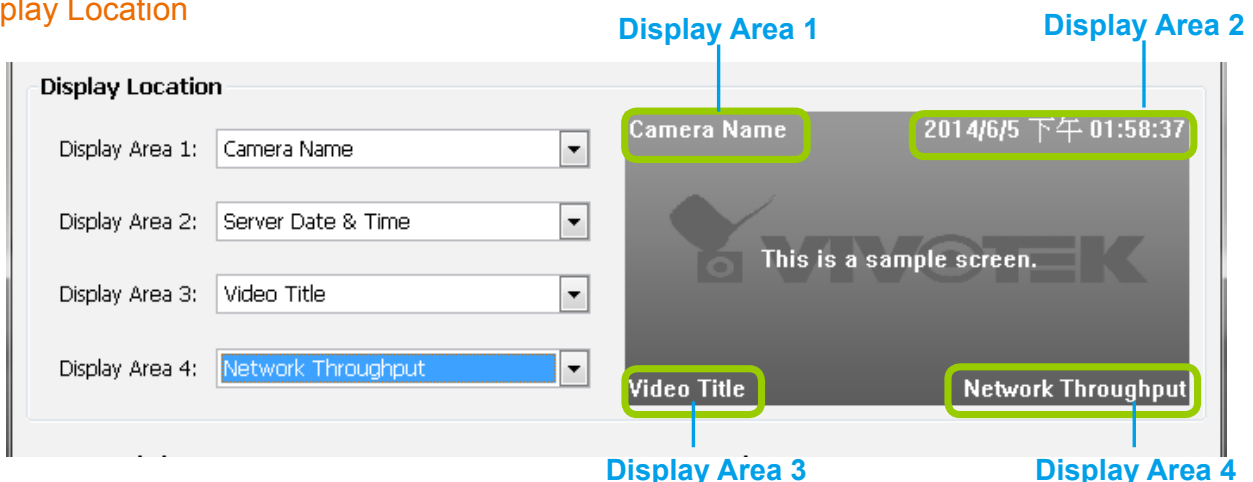 play Location
Display Area 1
Display Area 2
Display Location
Display Area 1: Camera Name
Display Area 2: Server Date & Time
Display Area 3: Video Title
Display Area 4: Network Throughput
Camera Name
2014/6/5 下午 01:58:37
VIVOTEK
This is a sample screen.
Video Title
Network Throughput
Display Area 3
Display Area 4